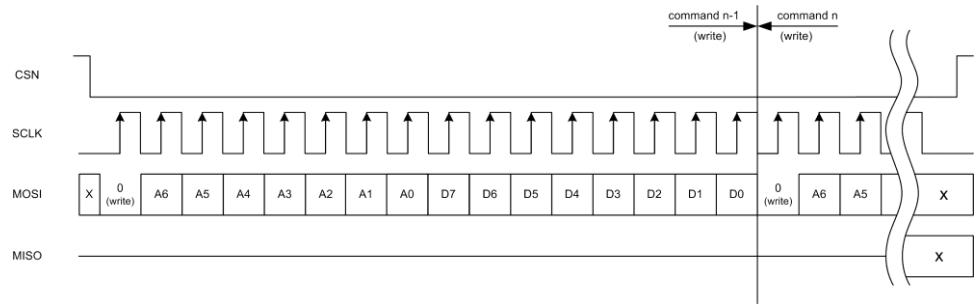 command n-1 command n
(write) (write)
CSN
SCLK
MOSI X 0 (write) A6 A5 A4 A3 A2 A1 A0 D7 D6 D5 D4 D3 D2 D1 D0 0 (write) A6 A5 X
MISO X